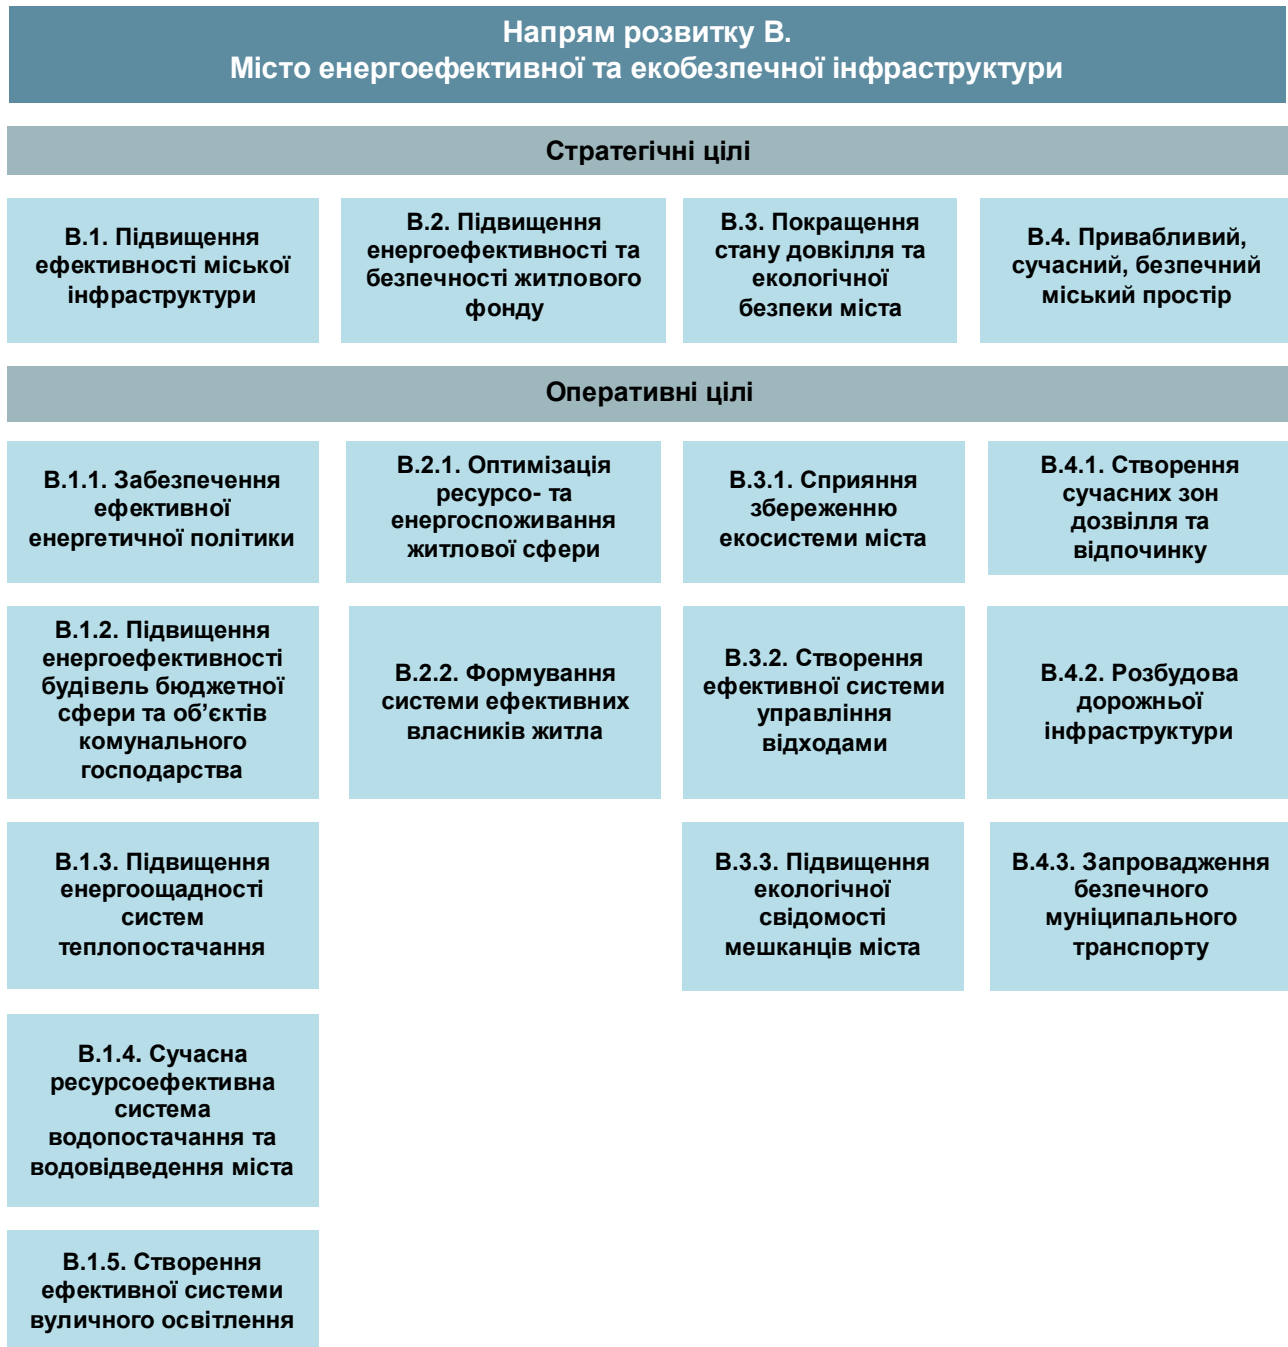 Напрям розвитку В.
Місто енергоефективної та екобезпечної інфраструктури
Стратегічні цілі
В.1. Підвищення
ефективності міської
інфраструктури
В.2. Підвищення
енергоефективності та
безпечності житлового
фонду
В.3. Покращення
стану довкілля та
екологічної
безпеки міста
В.4. Привабливий,
сучасний, безпечний
міський простір
Оперативні цілі
В.1.1. Забезпечення
ефективної
енергетичної політики
В.2.1. Оптимізація
ресурсо- та
енергоспоживання
житлової сфери
В.3.1. Сприяння
збереженню
екосистеми міста
В.4.1. Створення
сучасних зон
дозвілля та
відпочинку
В.1.2. Підвищення
енергоефективності
будівель бюджетної
сфери та об’єктів
комунального
господарства
В.2.2. Формування
системи ефективних
власників житла
В.3.2. Створення
ефективної системи
управління
відходами
В.4.2. Розбудова
дорожньої
інфраструктури
В.1.3. Підвищення
енергоощадності
систем
теплопостачання
В.3.3. Підвищення
екологічної
свідомості
мешканців міста
В.4.3. Запровадження
безпечного
муніципального
транспорту
В.1.4. Сучасна
ресурсоефективна
система
водопостачання та
водовідведення міста
В.1.5. Створення
ефективної системи
вуличного освітлення